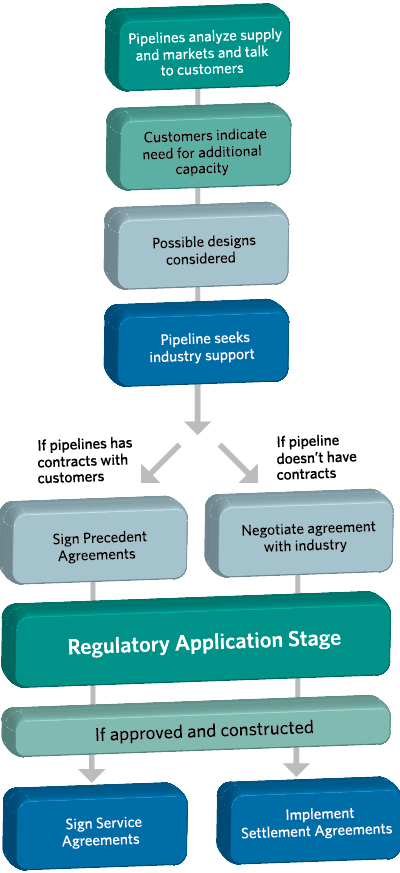 Pipelines analyze supply
and markets and talk
to customers
Customers indicate
need for additional
capacity
Possible designs
considered
Pipeline seeks
industry support
If pipelines has
contracts with
customers
If pipeline
doesn't have
contracts
Sign Precedent
Agreements
Negotiate agreement
with industry
Regulatory Application Stage
If approved and constructed
Sign Service
Agreements
Implement
Settlement Agreements